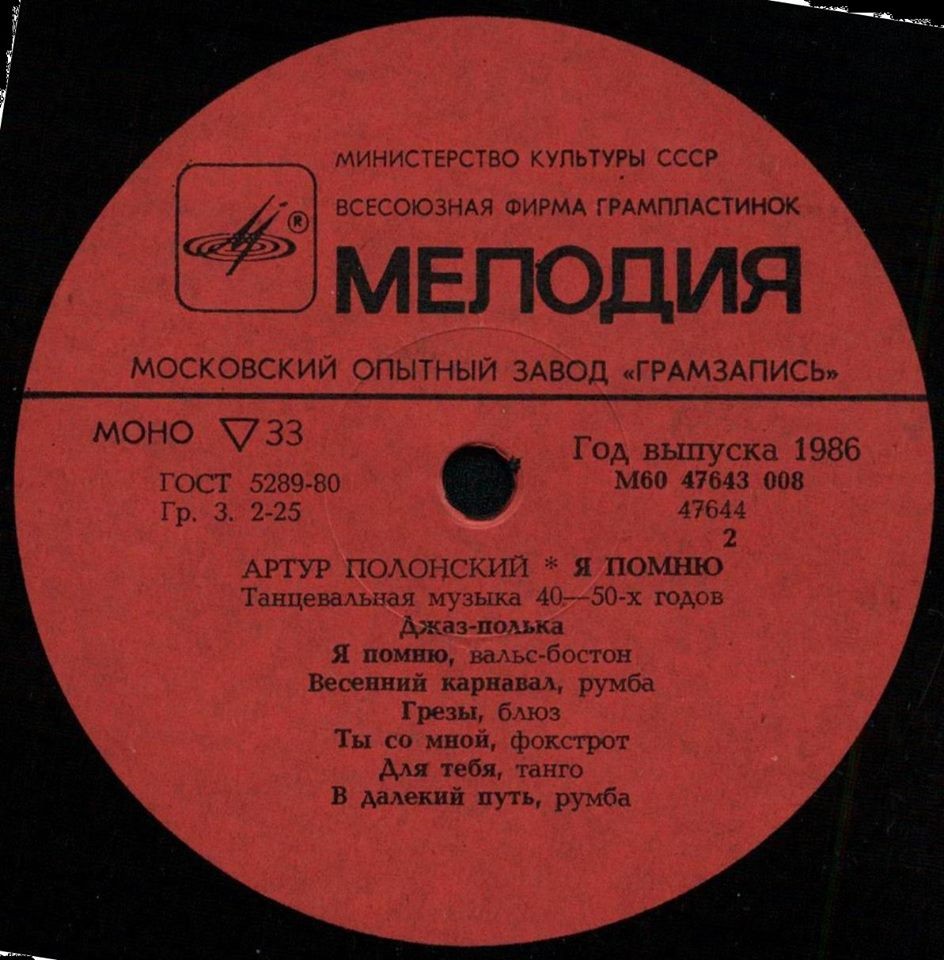 МИНИСТЕРСТВО КУЛЬТУРЫ СССР
ВСЕСОЮЗНАЯ ФИРМА ГРАМПЛАСТИНОК
®
МЕЛОДИЯ
МОСКОВСКИЙ ОПЫТНЫЙ ЗАВОД «ГРАМЗАПИСЬ»
МОНО ▽ 33
Год выпуска 1986
ГОСТ 5289-80
М60 47643 008
Гр. 3. 2-25
47644
2
АРТУР ПОЛОНСКИЙ * Я ПОМНЮ
Танцевальная музыка 40—50-х годов
Джаз-полька
Я помню, вальс-бостон
Весенний карнавал, румба
Грезы, блюз
Ты со мной, фокстрот
Для тебя, танго
В далекий путь, румба